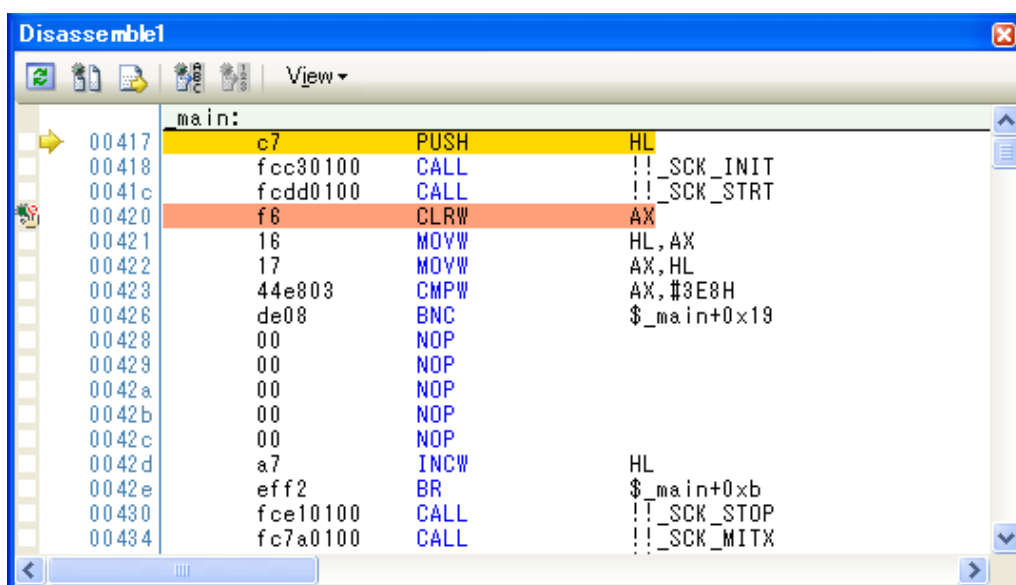 Disassemble1
View
_main:
00417 c7 PUSH HL
00418 fcc30100 CALL !!_SCK_INIT
0041c fcdd0100 CALL !!_SCK_STRT
00420 f6 CLRW AX
00421 16 MOVW HL,AX
00422 17 MOVW AX,HL
00423 44e803 CMPW AX,#3E8H
00426 de08 BNC $_main+0x19
00428 00 NOP
00429 00 NOP
0042a 00 NOP
0042b 00 NOP
0042c 00 NOP
0042d a7 INCW HL
0042e eff2 BR $_main+0xb
00430 fce10100 CALL !!_SCK_STOP
00434 fc7a0100 CALL !!_SCK_MITX